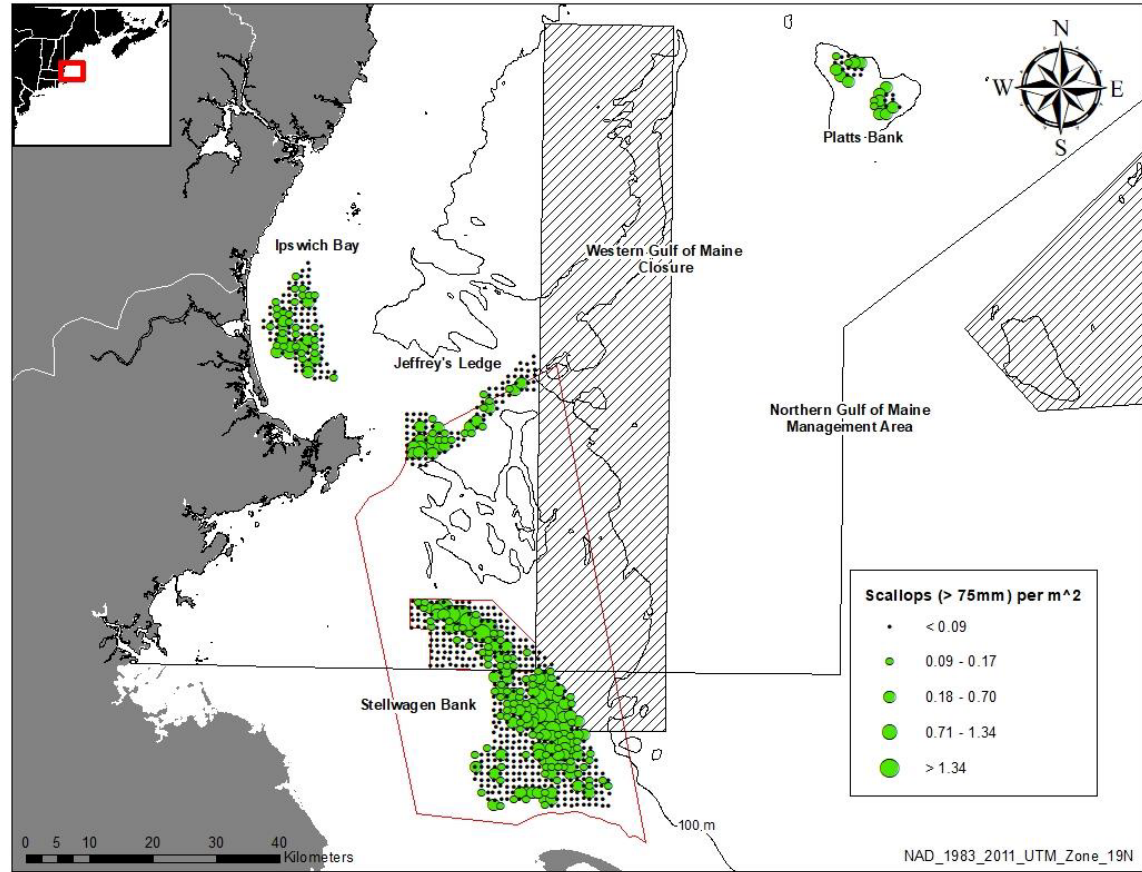 N
W
E
S
Platts Bank
Ipswich Bay
Western Gulf of Maine
Closure
Jeffrey's Ledge
Northern Gulf of Maine
Management Area
Scallops (> 75mm) per m^2
< 0.09
0.09 - 0.17
0.18 - 0.70
0.71 - 1.34
> 1.34
Stellwagen Bank
100 m
0 5 10 20 30 40
Kilometers
NAD_1983_2011_UTM_Zone_19N